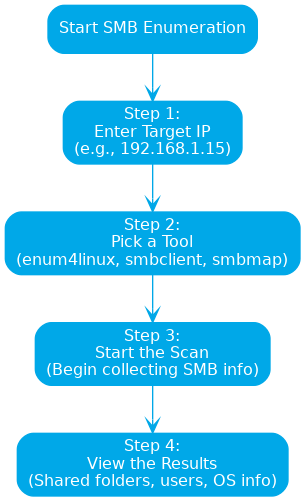 Start SMB Enumeration
Step 1:
Enter Target IP
(e.g., 192.168.1.15)
Step 2:
Pick a Tool
(enum4linux, smbclient, smbmap)
Step 3:
Start the Scan
(Begin collecting SMB info)
Step 4:
View the Results
(Shared folders, users, OS info)